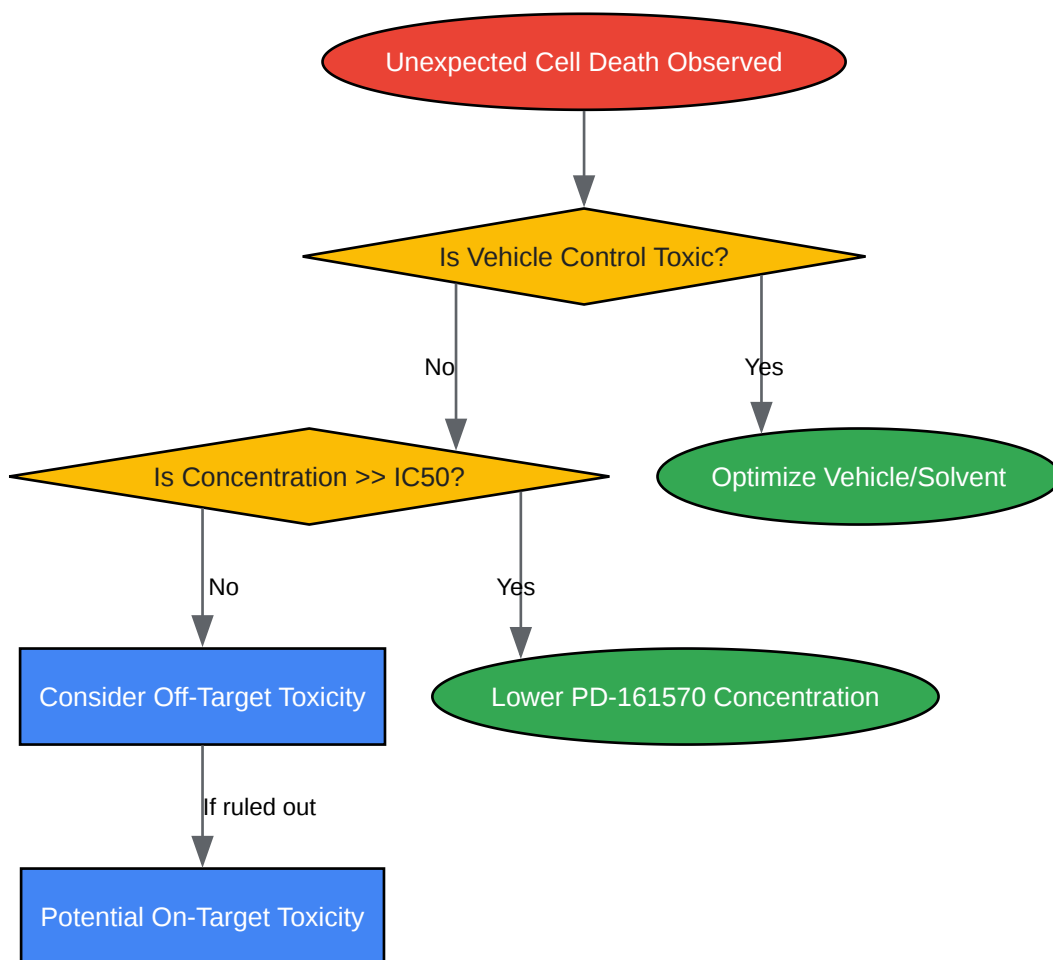 Unexpected Cell Death Observed
Is Vehicle Control Toxic?
No
Yes
Is Concentration >> IC50?
Optimize Vehicle/Solvent
No
Yes
Consider Off-Target Toxicity
Lower PD-161570 Concentration
If ruled out
Potential On-Target Toxicity